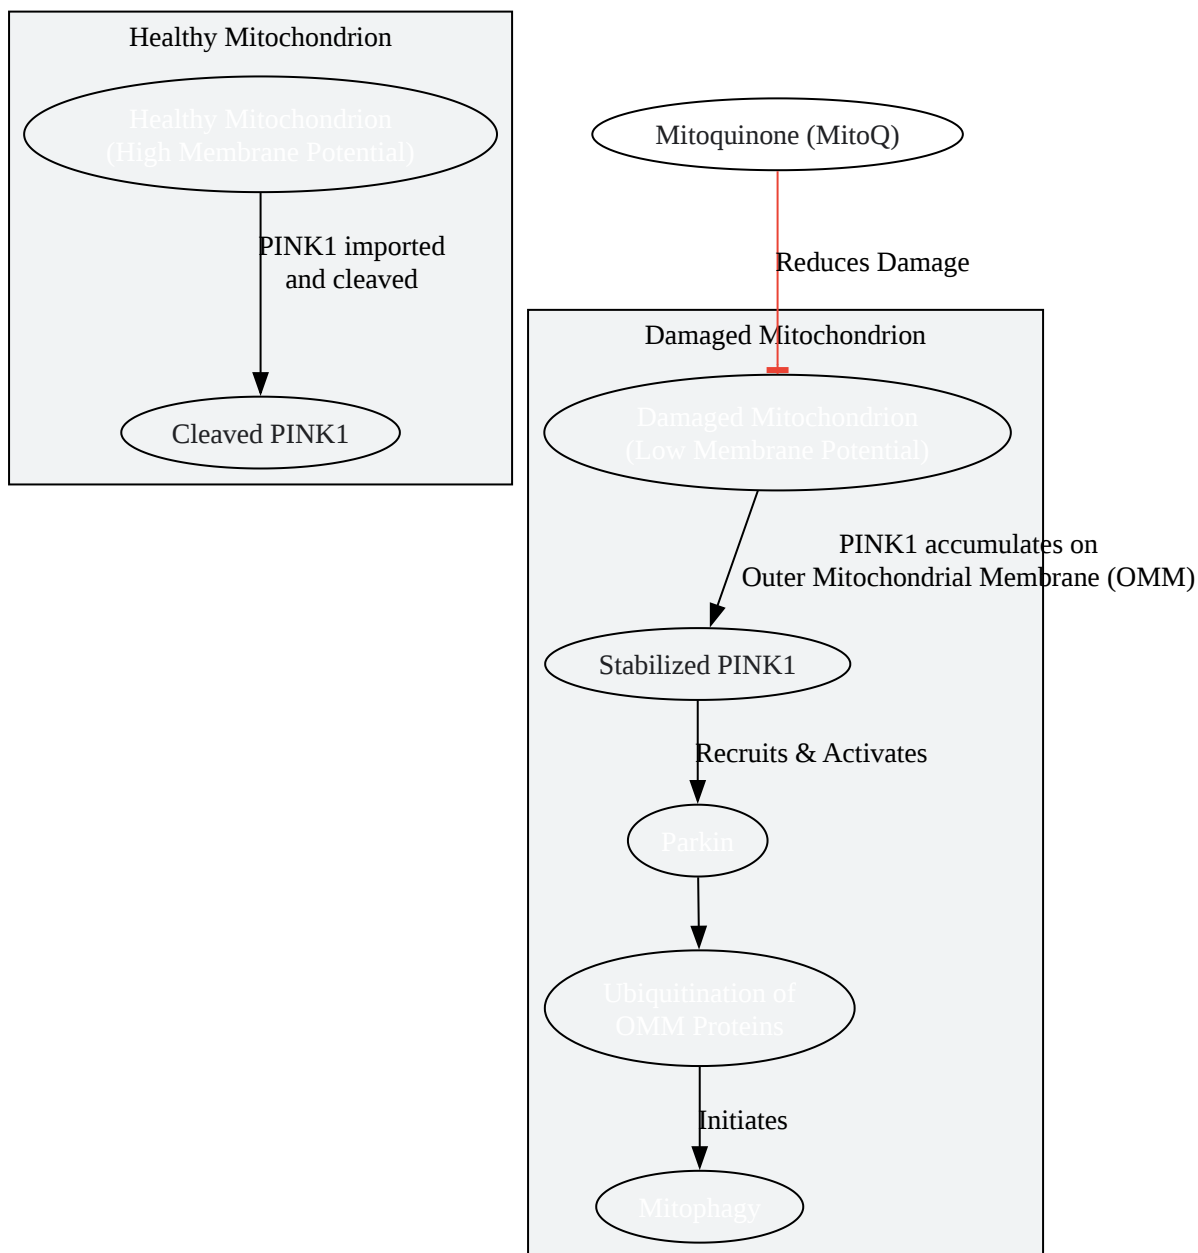 Healthy Mitochondrion
Healthy Mitochondrion
(High Membrane Potential)
PINK1 imported
and cleaved
Cleaved PINK1
Mitoquinone (MitoQ)
Reduces Damage
Damaged Mitochondrion
Damaged Mitochondrion
(Low Membrane Potential)
PINK1 accumulates on
Outer Mitochondrial Membrane (OMM)
Stabilized PINK1
Recruits & Activates
Parkin
Ubiquitination of
OMM Proteins
Initiates
Mitophagy